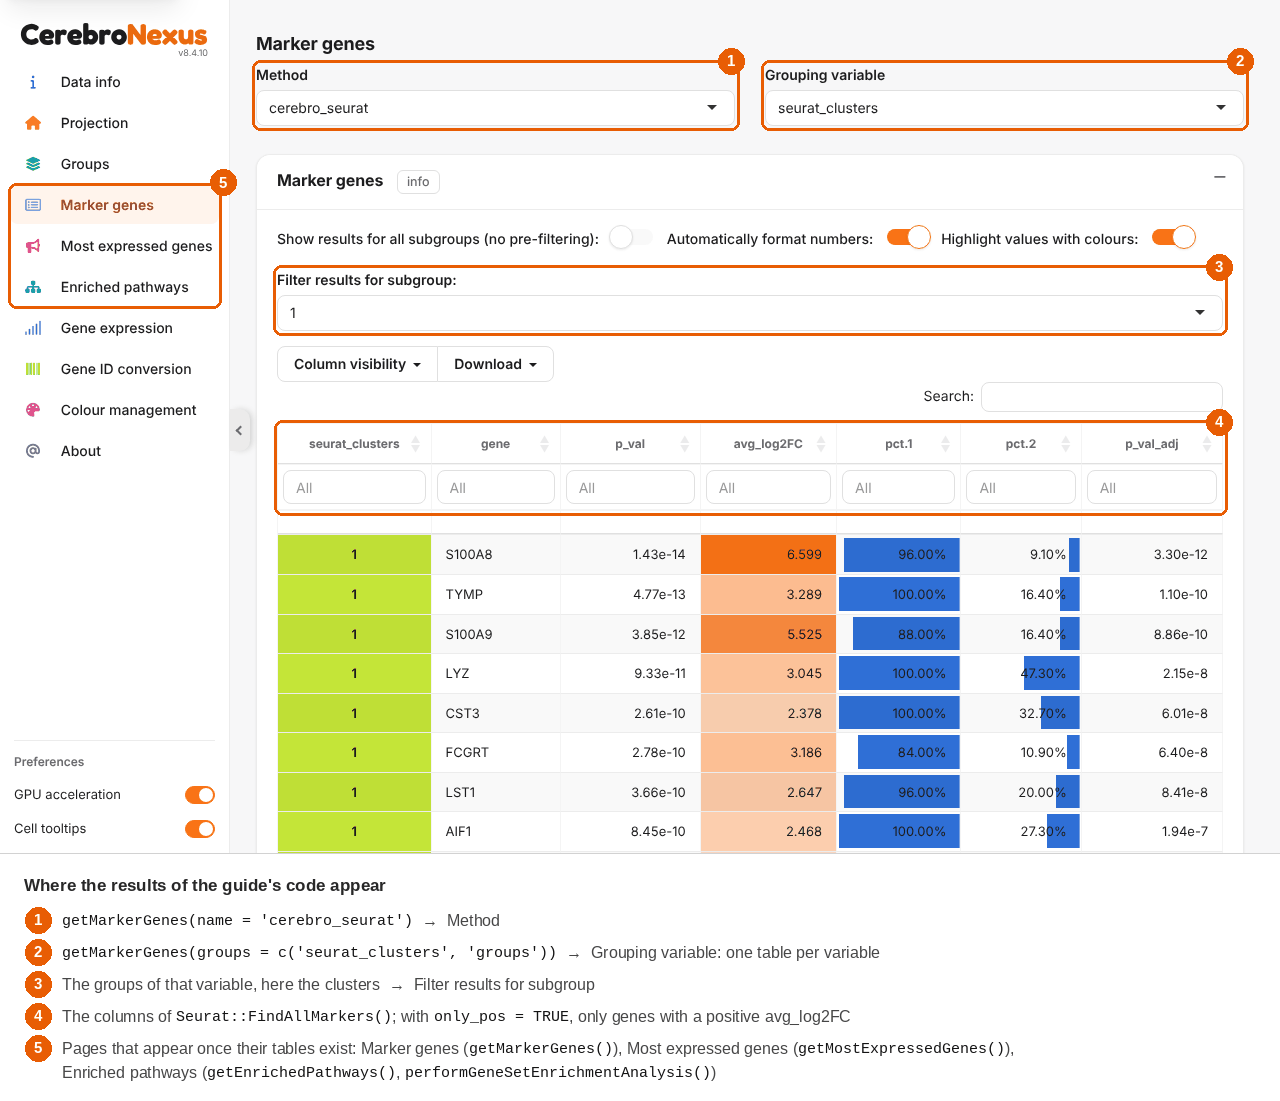 CerebroNexus
v8.4.10
Data info
Projection
Groups
5
Marker genes
Most expressed genes
Enriched pathways
Gene expression
Gene ID conversion
Colour management
About
Preferences
GPU acceleration
Cell tooltips
Marker genes
Method 1 Grouping variable 2
cerebro_seurat seurat_clusters
Marker genes info
Show results for all subgroups (no pre-filtering): Automatically format numbers: Highlight values with colours:
Filter results for subgroup: 3
1
Column visibility Download
Search:
4
seurat_clusters gene p_val avg_log2FC pct.1 pct.2 p_val_adj
All All All All All All All
1 S100A8 1.43e-14 6.599 96.00% 9.10% 3.30e-12
1 TYMP 4.77e-13 3.289 100.00% 16.40% 1.10e-10
1 S100A9 3.85e-12 5.525 88.00% 16.40% 8.86e-10
1 LYZ 9.33e-11 3.045 100.00% 47.30% 2.15e-8
1 CST3 2.61e-10 2.378 100.00% 32.70% 6.01e-8
1 FCGRT 2.78e-10 3.186 84.00% 10.90% 6.40e-8
1 LST1 3.66e-10 2.647 96.00% 20.00% 8.41e-8
1 AIF1 8.45e-10 2.468 100.00% 27.30% 1.94e-7
Where the results of the guide's code appear
1 getMarkerGenes(name = 'cerebro_seurat') → Method
2 getMarkerGenes(groups = c('seurat_clusters', 'groups')) → Grouping variable: one table per variable
3 The groups of that variable, here the clusters → Filter results for subgroup
4 The columns of Seurat::FindAllMarkers(); with only_pos = TRUE, only genes with a positive avg_log2FC
5 Pages that appear once their tables exist: Marker genes (getMarkerGenes()), Most expressed genes (getMostExpressedGenes()),
Enriched pathways (getEnrichedPathways(), performGeneSetEnrichmentAnalysis())